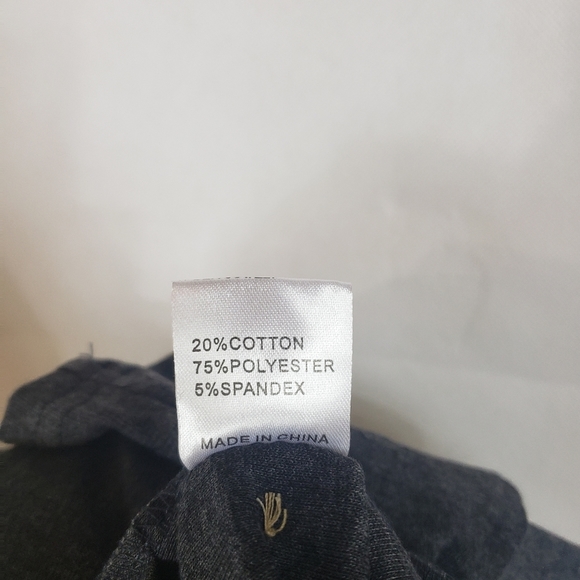 20%COTTON
75%POLYESTER
5%SPANDEX
MADE IN CHINA